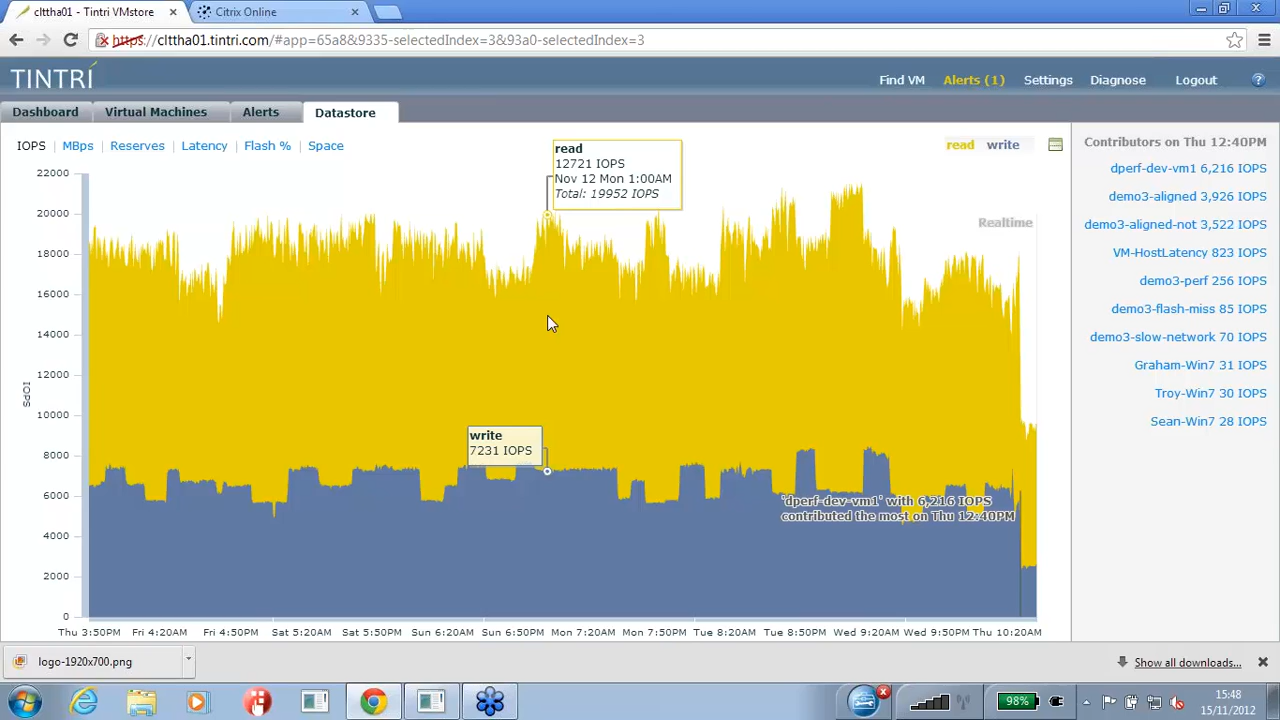 clttha01 - Tintri VMstore
Citrix Online
https://clttha01.tintri.com/#app=65a8&9335-selectedIndex=3&93a0-selectedIndex=3
TINTRI
Find VM
Alerts (1)
Settings
Diagnose
Logout
?
Dashboard
Virtual Machines
Alerts
Datastore
IOPS
MBps
Reserves
Latency
Flash %
Space
read
write
read
12721 IOPS
Nov 12 Mon 1:00AM
Total: 19952 IOPS
Realtime
22000
20000
18000
16000
14000
12000
10000
8000
6000
4000
2000
0
IOPS
write
7231 IOPS
'dperf-dev-vm1' with 6,216 IOPS
contributed the most on Thu 12:40PM
Thu 3:50PM
Fri 4:20AM
Fri 4:50PM
Sat 5:20AM
Sat 5:50PM
Sun 6:20AM
Sun 6:50PM
Mon 7:20AM
Mon 7:50PM
Tue 8:20AM
Tue 8:50PM
Wed 9:20AM
Wed 9:50PM
Thu 10:20AM
Contributors on Thu 12:40PM
dperf-dev-vm1 6,216 IOPS
demo3-aligned 3,926 IOPS
demo3-aligned-not 3,522 IOPS
VM-HostLatency 823 IOPS
demo3-perf 256 IOPS
demo3-flash-miss 85 IOPS
demo3-slow-network 70 IOPS
Graham-Win7 31 IOPS
Troy-Win7 30 IOPS
Sean-Win7 28 IOPS
logo-1920x700.png
Show all downloads...
98%
15:48
15/11/2012